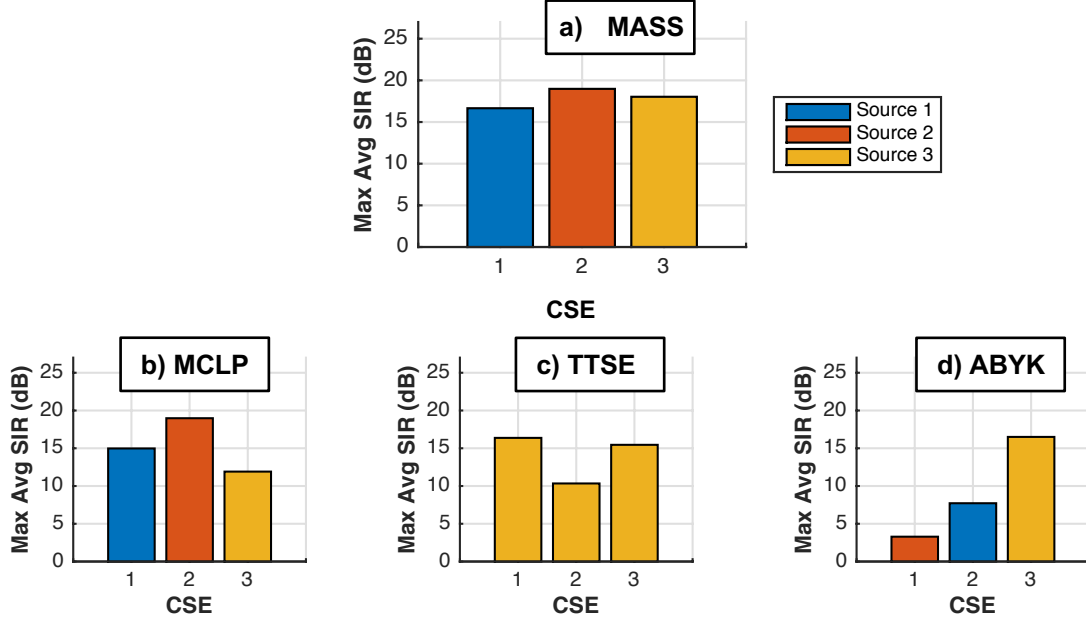 a) MASS
Max Avg SIR (dB)
25
20
15
10
5
0
1 2 3
CSE
Source 1
Source 2
Source 3
b) MCLP
Max Avg SIR (dB)
25
20
15
10
5
0
1 2 3
CSE
c) TTSE
Max Avg SIR (dB)
25
20
15
10
5
0
1 2 3
CSE
d) ABYK
Max Avg SIR (dB)
25
20
15
10
5
0
1 2 3
CSE